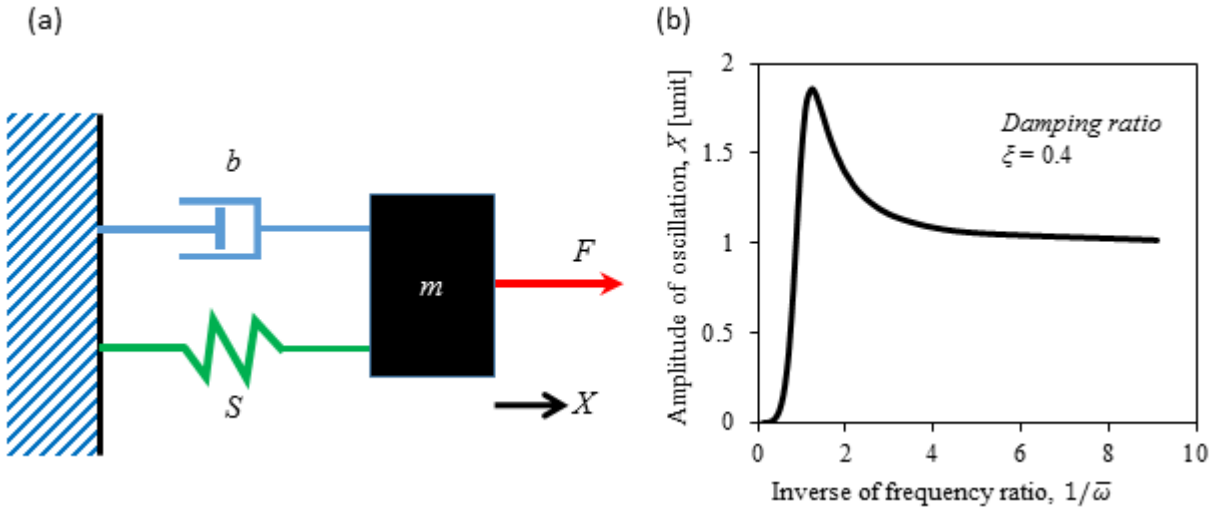 (a)
b
F
m
S
X
(b)
Amplitude of oscillation, X [unit]
2
1.5
1
0.5
0
Damping ratio
ξ = 0.4
0 2 4 6 8 10
Inverse of frequency ratio, 1/ω̅